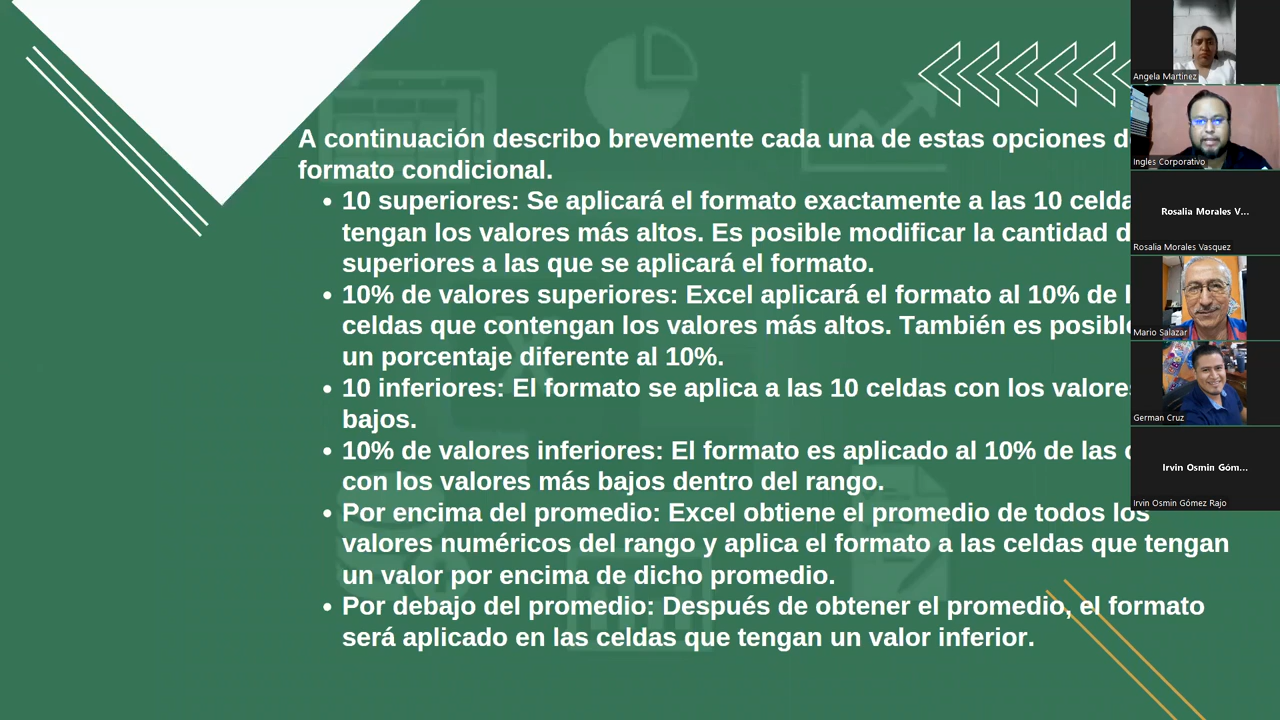 A continuación describo brevemente cada una de estas opciones
formato condicional.
• 10 superiores: Se aplicará el formato exactamente a las 10
tengan los valores más altos. Es posible modificar la cantidad
superiores a las que se aplicará el formato.
• 10% de valores superiores: Excel aplicará el formato al 10% de
celdas que contengan los valores más altos. También es
un porcentaje diferente al 10%.
• 10 inferiores: El formato se aplica a las 10 celdas con los
bajos.
• 10% de valores inferiores: El formato es aplicado al 10% de las
con los valores más bajos dentro del rango.
• Por encima del promedio: Excel obtiene el promedio de todos los
valores numéricos del rango y aplica el formato a las celdas que tengan
un valor por encima de dicho promedio.
• Por debajo del promedio: Después de obtener el promedio, el formato
será aplicado en las celdas que tengan un valor inferior.
Angela Martinez
Ingles Corporativo
Rosalia Morales V...
Rosalia Morales Vasquez
Mario Salazar
German Cruz
Irvin Osmin Góm...
Irvin Osmin Gómez Rajo